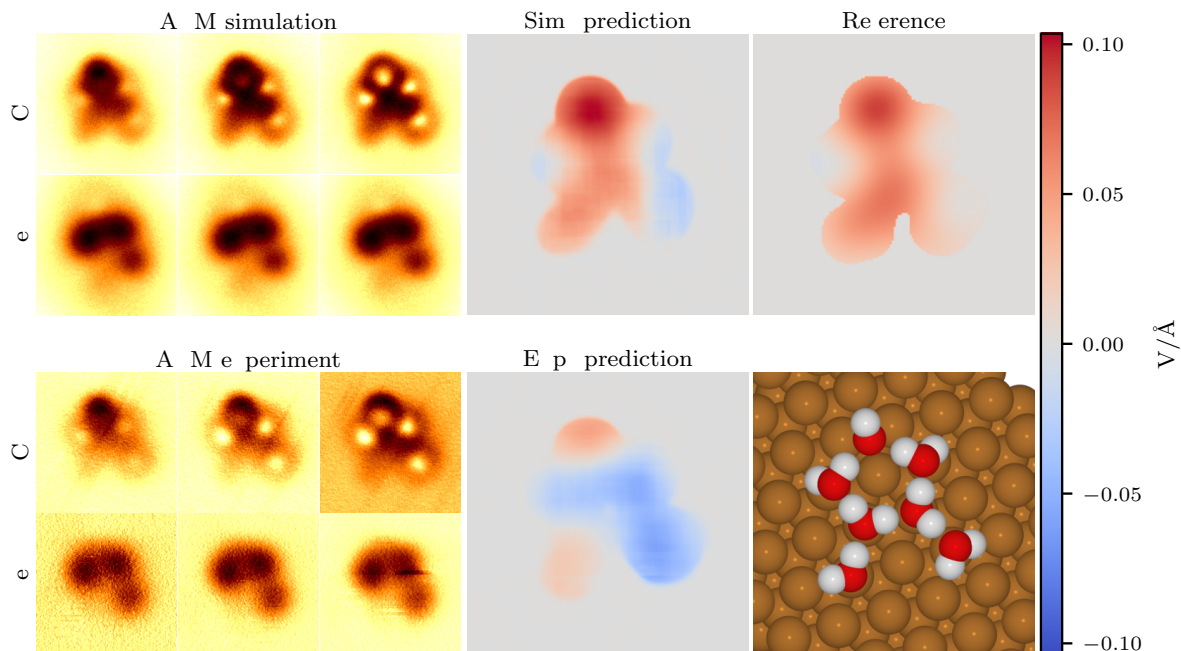 A M simulation
Sim prediction
Re erence
C
e
A M e periment
E p prediction
C
e
0.10
0.05
0.00
−0.05
−0.10
V/Å